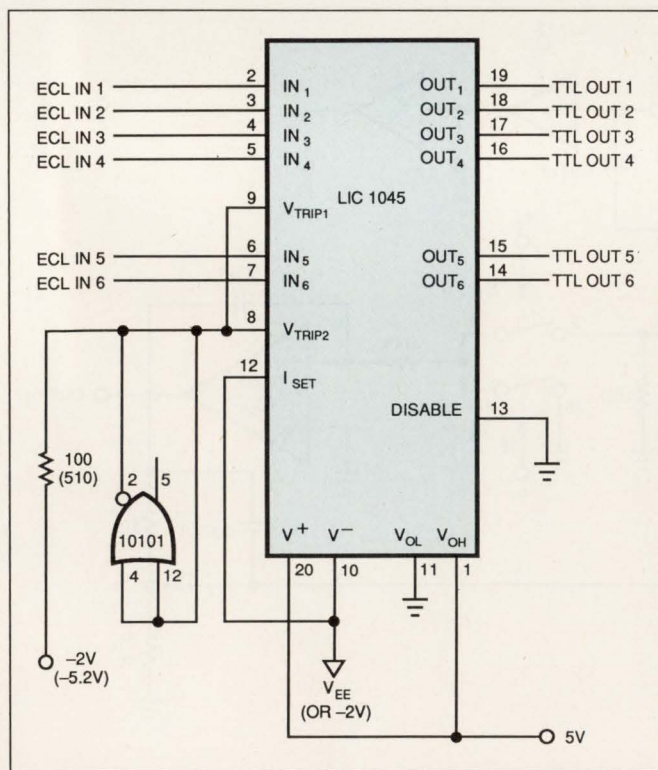 ECL IN 1 2 IN1 OUT1 19 TTL OUT 1
ECL IN 2 3 IN2 OUT2 18 TTL OUT 2
ECL IN 3 4 IN3 OUT3 17 TTL OUT 3
ECL IN 4 5 IN4 OUT4 16 TTL OUT 4
9 VTRIP1 LIC 1045
ECL IN 5 6 IN5 OUT5 15 TTL OUT 5
ECL IN 6 7 IN6 OUT6 14 TTL OUT 6
8 VTRIP2
12 ISET
DISABLE 13
100
(510)
2 5
10101
4 12
V+ V− VOL VOH
20 10 11 1
−2V
(−5.2V)
VEE
(OR −2V)
5V